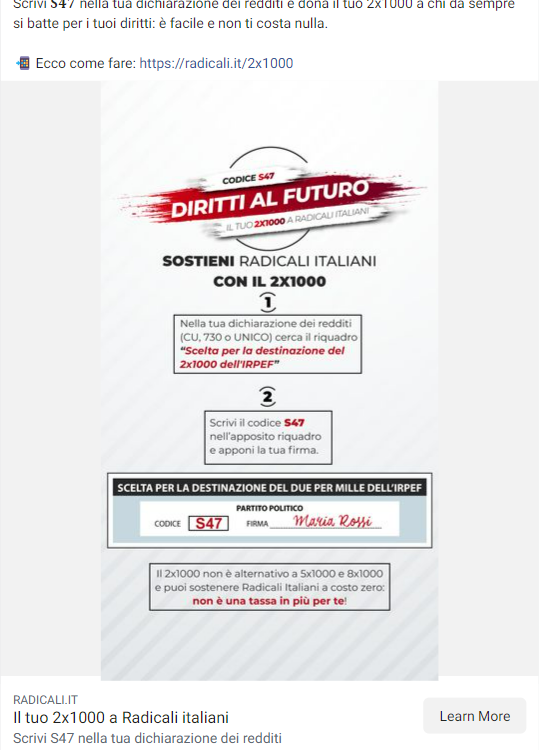 Scrivi S47 nella tua dichiarazione dei redditi e dona il tuo 2x1000 a chi da sempre
si batte per i tuoi diritti: è facile e non ti costa nulla.
📲 Ecco come fare: https://radicali.it/2x1000
CODICE S47
DIRITTI AL FUTURO
IL TUO 2X1000 A RADICALI ITALIANI
SOSTIENI RADICALI ITALIANI
CON IL 2X1000
1
Nella tua dichiarazione dei redditi
(CU, 730 o UNICO) cerca il riquadro
"Scelta per la destinazione del
2x1000 dell'IRPEF"
2
Scrivi il codice S47
nell'apposito riquadro
e apponi la tua firma.
SCELTA PER LA DESTINAZIONE DEL DUE PER MILLE DELL'IRPEF
PARTITO POLITICO
CODICE S47 FIRMA Maria Rossi
Il 2x1000 non è alternativo a 5x1000 e 8x1000
e puoi sostenere Radicali Italiani a costo zero:
non è una tassa in più per te!
RADICALI.IT
Il tuo 2x1000 a Radicali italiani
Scrivi S47 nella tua dichiarazione dei redditi
Learn More